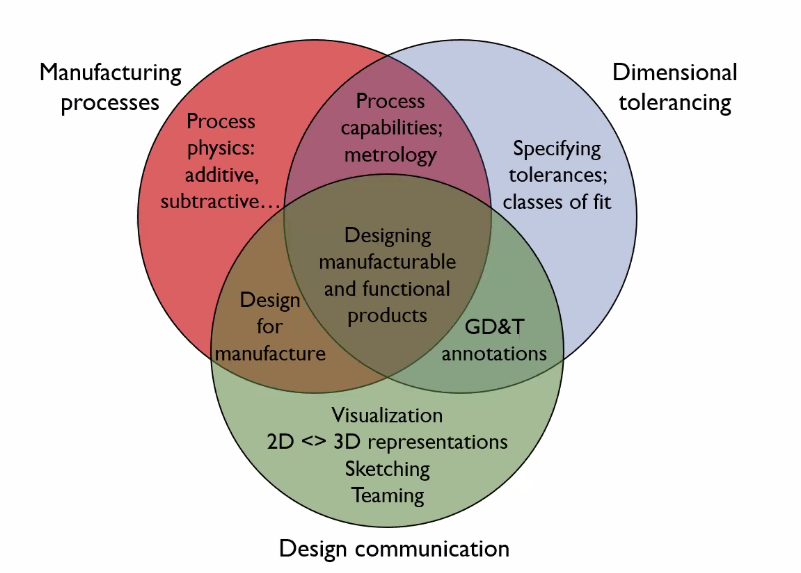 Manufacturing
processes
Dimensional
tolerancing
Process
physics:
additive,
subtractive…
Process
capabilities;
metrology
Specifying
tolerances;
classes of fit
Designing
manufacturable
and functional
products
Design
for
manufacture
GD&T
annotations
Visualization
2D <> 3D representations
Sketching
Teaming
Design communication